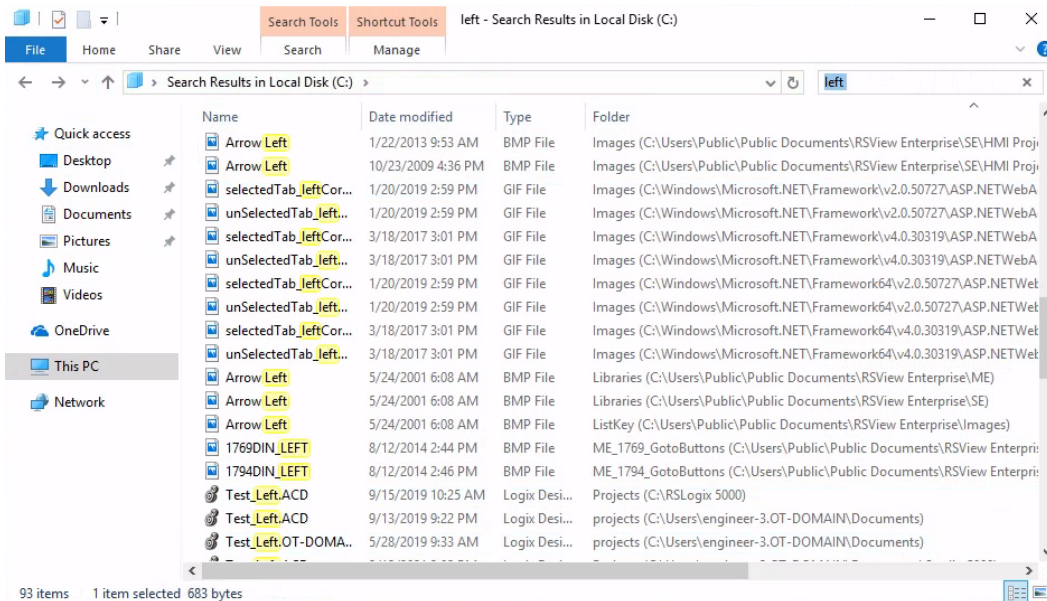 Search Tools Shortcut Tools left - Search Results in Local Disk (C:)
File Home Share View Search Manage
Search Results in Local Disk (C:) left
Name Date modified Type Folder
Quick access
Desktop
Downloads
Documents
Pictures
Music
Videos
OneDrive
This PC
Network
Arrow Left 1/22/2013 9:53 AM BMP File Images (C:\Users\Public\Public Documents\RSView Enterprise\SE\HMI Proje
Arrow Left 10/23/2009 4:36 PM BMP File Images (C:\Users\Public\Public Documents\RSView Enterprise\SE\HMI Proje
selectedTab_leftCor... 1/20/2019 2:59 PM GIF File Images (C:\Windows\Microsoft.NET\Framework\v2.0.50727\ASP.NETWebA
unSelectedTab_left... 1/20/2019 2:59 PM GIF File Images (C:\Windows\Microsoft.NET\Framework\v2.0.50727\ASP.NETWebA
selectedTab_leftCor... 3/18/2017 3:01 PM GIF File Images (C:\Windows\Microsoft.NET\Framework\v4.0.30319\ASP.NETWebA
unSelectedTab_left... 3/18/2017 3:01 PM GIF File Images (C:\Windows\Microsoft.NET\Framework\v4.0.30319\ASP.NETWebA
selectedTab_leftCor... 1/20/2019 2:59 PM GIF File Images (C:\Windows\Microsoft.NET\Framework64\v2.0.50727\ASP.NETWeb
unSelectedTab_left... 1/20/2019 2:59 PM GIF File Images (C:\Windows\Microsoft.NET\Framework64\v2.0.50727\ASP.NETWeb
selectedTab_leftCor... 3/18/2017 3:01 PM GIF File Images (C:\Windows\Microsoft.NET\Framework64\v4.0.30319\ASP.NETWeb
unSelectedTab_left... 3/18/2017 3:01 PM GIF File Images (C:\Windows\Microsoft.NET\Framework64\v4.0.30319\ASP.NETWeb
Arrow Left 5/24/2001 6:08 AM BMP File Libraries (C:\Users\Public\Public Documents\RSView Enterprise\ME)
Arrow Left 5/24/2001 6:08 AM BMP File Libraries (C:\Users\Public\Public Documents\RSView Enterprise\SE)
Arrow Left 5/24/2001 6:08 AM BMP File ListKey (C:\Users\Public\Public Documents\RSView Enterprise\Images)
1769DIN_LEFT 8/12/2014 2:44 PM BMP File ME_1769_GotoButtons (C:\Users\Public\Public Documents\RSView Enterpris
1794DIN_LEFT 8/12/2014 2:46 PM BMP File ME_1794_GotoButtons (C:\Users\Public\Public Documents\RSView Enterpris
Test_Left.ACD 9/15/2019 10:25 AM Logix Desi... Projects (C:\RSLogix 5000)
Test_Left.ACD 9/13/2019 9:22 PM Logix Desi... projects (C:\Users\engineer-3.OT-DOMAIN\Documents)
Test_Left.OT-DOMA... 5/28/2019 9:33 AM Logix Desi... projects (C:\Users\engineer-3.OT-DOMAIN\Documents)
93 items 1 item selected 683 bytes